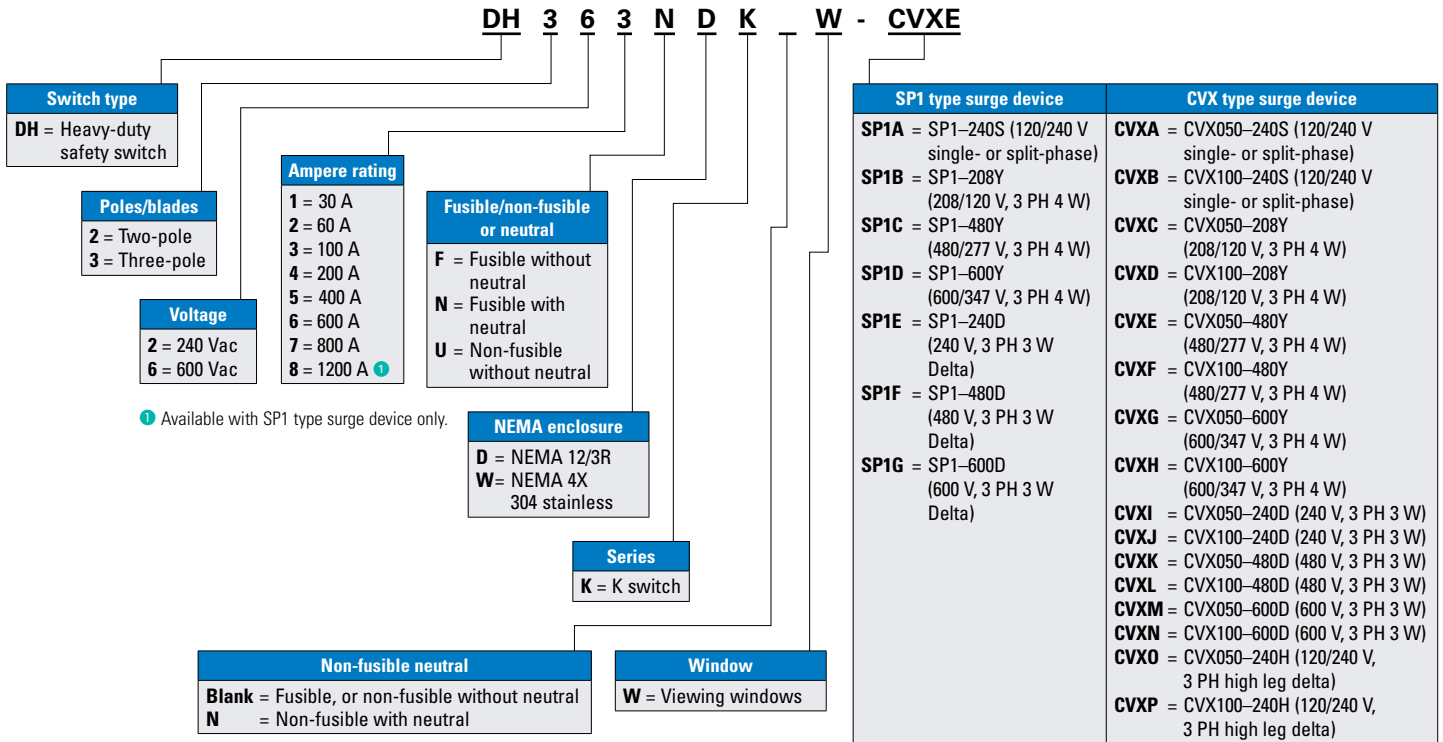 DH 3 6 3 N D K _ W - CVXE
Switch type
DH = Heavy-duty
safety switch
Poles/blades
2 = Two-pole
3 = Three-pole
Voltage
2 = 240 Vac
6 = 600 Vac
Ampere rating
1 = 30 A
2 = 60 A
3 = 100 A
4 = 200 A
5 = 400 A
6 = 600 A
7 = 800 A
8 = 1200 A ①
① Available with SP1 type surge device only.
Fusible/non-fusible
or neutral
F = Fusible without
neutral
N = Fusible with
neutral
U = Non-fusible
without neutral
NEMA enclosure
D = NEMA 12/3R
W= NEMA 4X
304 stainless
Series
K = K switch
Non-fusible neutral
Blank = Fusible, or non-fusible without neutral
N = Non-fusible with neutral
Window
W = Viewing windows
SP1 type surge device
SP1A = SP1–240S (120/240 V
single- or split-phase)
SP1B = SP1–208Y
(208/120 V, 3 PH 4 W)
SP1C = SP1–480Y
(480/277 V, 3 PH 4 W)
SP1D = SP1–600Y
(600/347 V, 3 PH 4 W)
SP1E = SP1–240D
(240 V, 3 PH 3 W
Delta)
SP1F = SP1–480D
(480 V, 3 PH 3 W
Delta)
SP1G = SP1–600D
(600 V, 3 PH 3 W
Delta)
CVX type surge device
CVXA = CVX050–240S (120/240 V
single- or split-phase)
CVXB = CVX100–240S (120/240 V
single- or split-phase)
CVXC = CVX050–208Y
(208/120 V, 3 PH 4 W)
CVXD = CVX100–208Y
(208/120 V, 3 PH 4 W)
CVXE = CVX050–480Y
(480/277 V, 3 PH 4 W)
CVXF = CVX100–480Y
(480/277 V, 3 PH 4 W)
CVXG = CVX050–600Y
(600/347 V, 3 PH 4 W)
CVXH = CVX100–600Y
(600/347 V, 3 PH 4 W)
CVXI = CVX050–240D (240 V, 3 PH 3 W)
CVXJ = CVX100–240D (240 V, 3 PH 3 W)
CVXK = CVX050–480D (480 V, 3 PH 3 W)
CVXL = CVX100–480D (480 V, 3 PH 3 W)
CVXM = CVX050–600D (600 V, 3 PH 3 W)
CVXN = CVX100–600D (600 V, 3 PH 3 W)
CVXO = CVX050–240H (120/240 V,
3 PH high leg delta)
CVXP = CVX100–240H (120/240 V,
3 PH high leg delta)